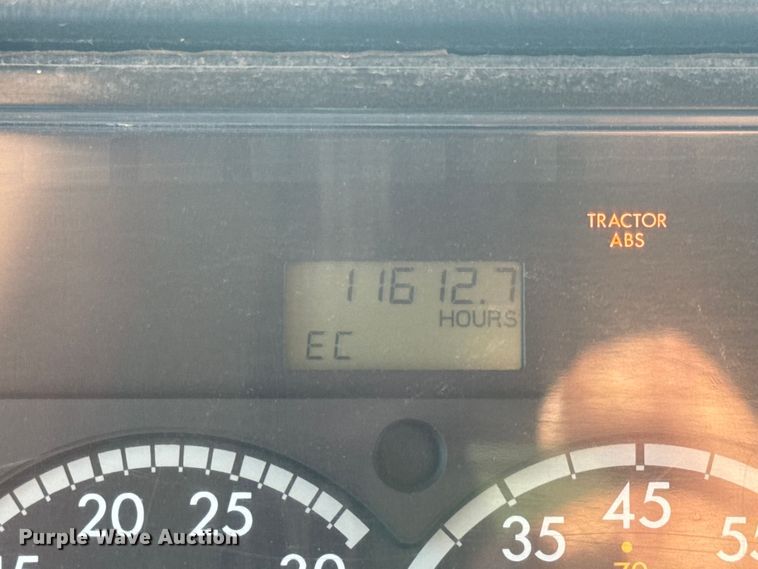 TRACTOR
ABS
11612.7
HOURS
EC
20 25
35 45
Purple Wave Auction